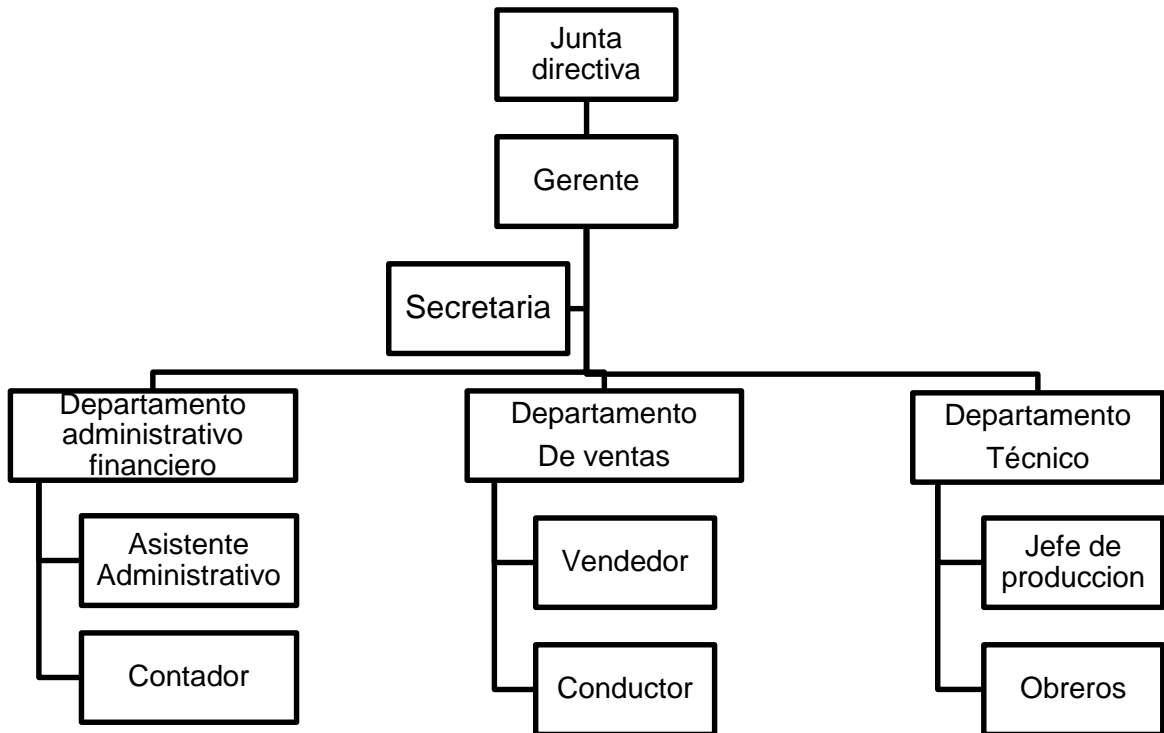 Junta
directiva
Gerente
Secretaria
Departamento
administrativo
financiero
Departamento
De ventas
Departamento
Técnico
Asistente
Administrativo
Vendedor
Jefe de
produccion
Contador
Conductor
Obreros